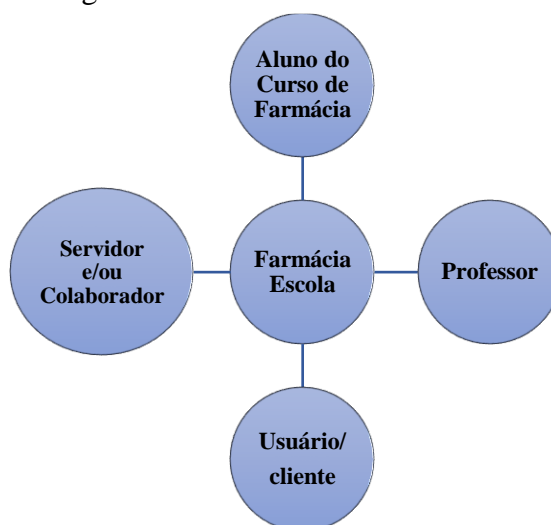 Aluno do
Curso de
Farmácia
Servidor
e/ou
Colaborador
Farmácia
Escola
Professor
Usuário/
cliente